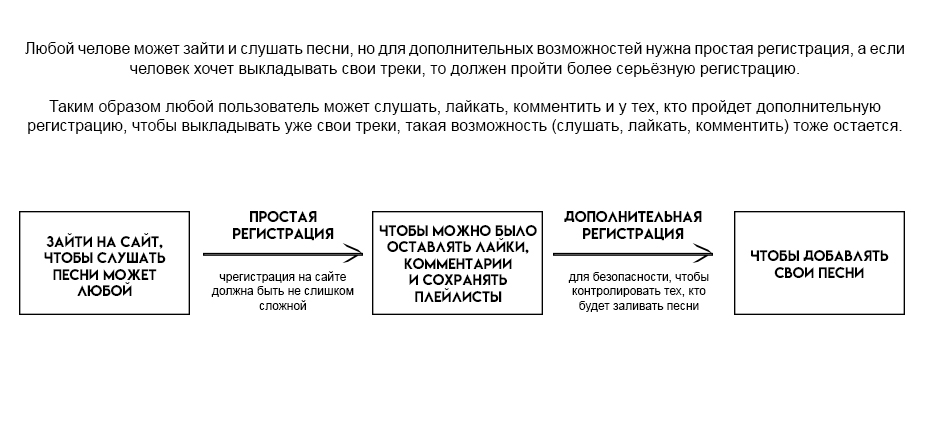 Любой челове может зайти и слушать песни, но для дополнительных возможностей нужна простая регистрация, а если
человек хочет выкладывать свои треки, то должен пройти более серьёзную регистрацию.
Таким образом любой пользователь может слушать, лайкать, комментить и у тех, кто пройдет дополнительную
регистрацию, чтобы выкладывать уже свои треки, такая возможность (слушать, лайкать, комментить) тоже остается.
ЗАЙТИ НА САЙТ,
ЧТОБЫ СЛУШАТЬ
ПЕСНИ МОЖЕТ
ЛЮБОЙ
ПРОСТАЯ
РЕГИСТРАЦИЯ
чрегистрация на сайте
должна быть не слишком
сложной
ЧТОБЫ МОЖНО БЫЛО
ОСТАВЛЯТЬ ЛАЙКИ,
КОММЕНТАРИИ
И СОХРАНЯТЬ
ПЛЕЙЛИСТЫ
ДОПОЛНИТЕЛЬНАЯ
РЕГИСТРАЦИЯ
для безопасности, чтобы
контролировать тех, кто
будет заливать песни
ЧТОБЫ ДОБАВЛЯТЬ
СВОИ ПЕСНИ